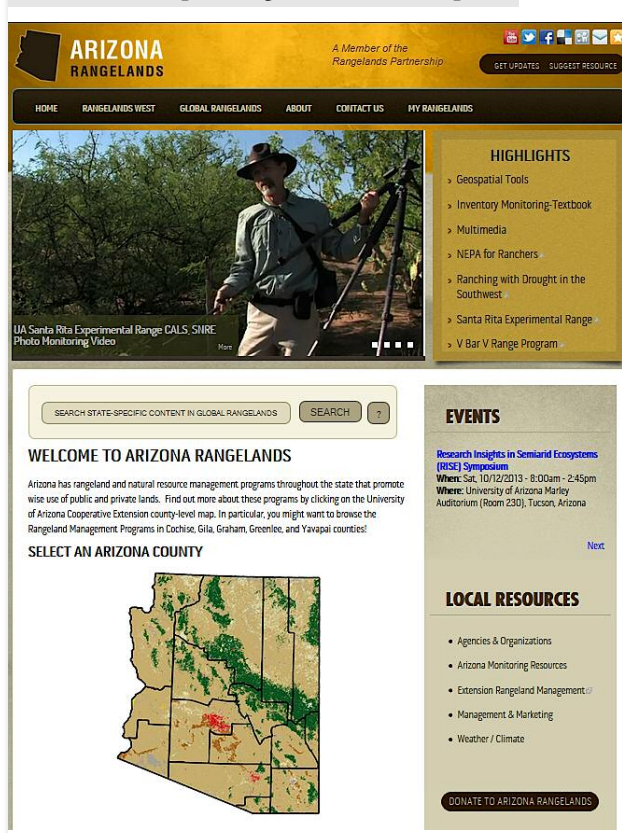 ARIZONA
RANGELANDS
A Member of the
Rangelands Partnership
GET UPDATES SUGGEST RESOURCE
HOME RANGELANDS WEST GLOBAL RANGELANDS ABOUT CONTACT US MY RANGELANDS
UA Santa Rita Experimental Range CALS, SNRE
Photo Monitoring Video
More
HIGHLIGHTS
» Geospatial Tools
» Inventory Monitoring-Textbook
» Multimedia
» NEPA for Ranchers
» Ranching with Drought in the
Southwest
» Santa Rita Experimental Range
» V Bar V Range Program
SEARCH STATE-SPECIFIC CONTENT IN GLOBAL RANGELANDS SEARCH ?
WELCOME TO ARIZONA RANGELANDS
Arizona has rangeland and natural resource management programs throughout the state that promote
wise use of public and private lands. Find out more about these programs by clicking on the University
of Arizona Cooperative Extension county-level map. In particular, you might want to browse the
Rangeland Management Programs in Cochise, Gila, Graham, Greenlee, and Yavapai counties!
SELECT AN ARIZONA COUNTY
EVENTS
Research Insights in Semiarid Ecosystems
(RISE) Symposium
When: Sat, 10/12/2013 - 8:00am - 2:45pm
Where: University of Arizona Marley
Auditorium (Room 230), Tucson, Arizona
Next
LOCAL RESOURCES
• Agencies & Organizations
• Arizona Monitoring Resources
• Extension Rangeland Management
• Management & Marketing
• Weather / Climate
DONATE TO ARIZONA RANGELANDS